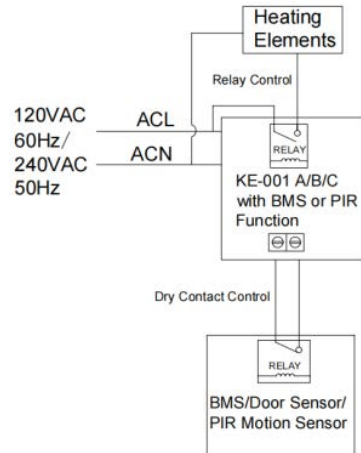 Heating
Elements
Relay Control
120VAC
60Hz/
240VAC
50Hz
ACL
ACN
RELAY
KE-001 A/B/C
with BMS or PIR
Function
Dry Contact Control
RELAY
BMS/Door Sensor/
PIR Motion Sensor